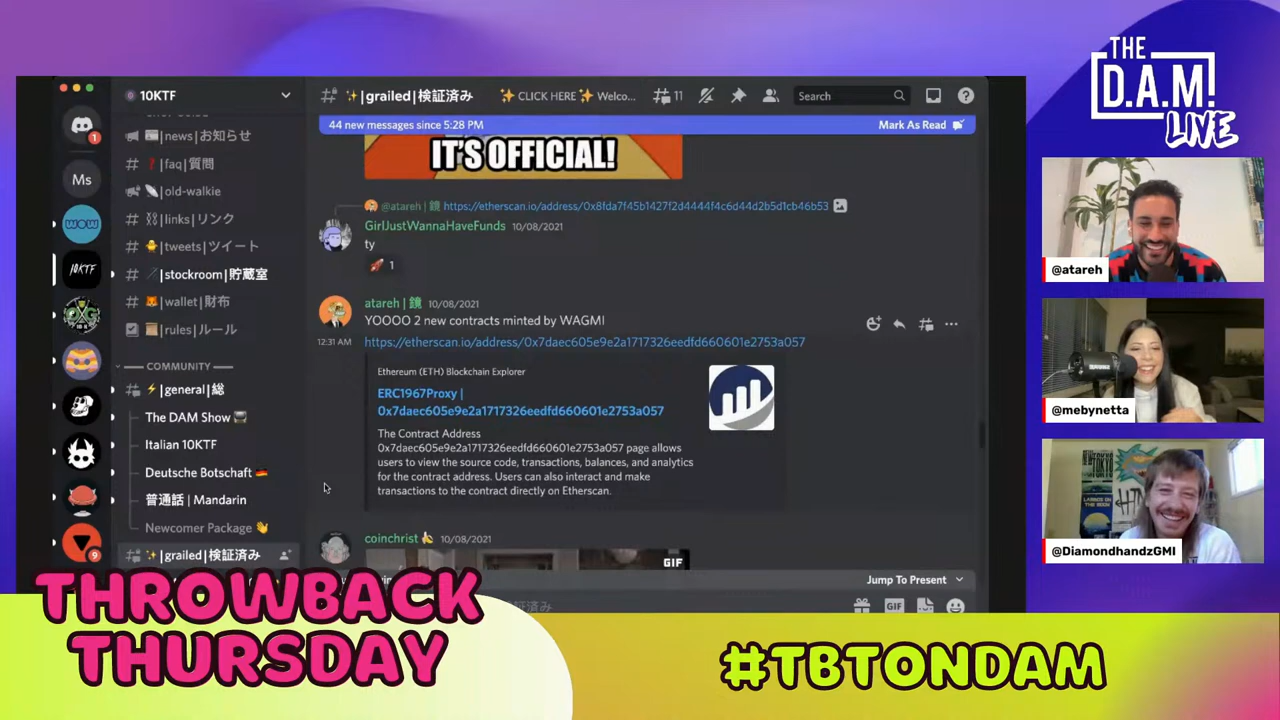 THE
D.A.M!
LIVE
10KTF
|grailed|検証済み
CLICK HERE ✨ Welco...
11
Search
44 new messages since 5:28 PM
Mark As Read
1
|news|お知らせ
|faq|質問
Ms
|old-walkie
|links|リンク
WOW
|tweets|ツイート
10KTF
|stockroom|貯蔵室
|wallet|財布
|rules|ルール
COMMUNITY
|general|総
The DAM Show
Italian 10KTF
Deutsche Botschaft
普通話 | Mandarin
Newcomer Package
9
|grailed|検証済み
IT'S OFFICIAL!
@atareh | 鏡 https://etherscan.io/address/0x8fda7f45b1427f2d4444f4c6d44d2b5d1cb46b53
GirlJustWannaHaveFunds 10/08/2021
ty
1
atareh | 鏡 10/08/2021
YOOOO 2 new contracts minted by WAGMI
12:31 AM https://etherscan.io/address/0x7daec605e9e2a1717326eedfd660601e2753a057
Ethereum (ETH) Blockchain Explorer
ERC1967Proxy |
0x7daec605e9e2a1717326eedfd660601e2753a057
The Contract Address
0x7daec605e9e2a1717326eedfd660601e2753a057 page allows
users to view the source code, transactions, balances, and analytics
for the contract address. Users can also interact and make
transactions to the contract directly on Etherscan.
coinchrist 10/08/2021
GIF
Jump To Present
GIF
@atareh
@mebynetta
@DiamondhandzGMI
THROWBACK
THURSDAY
#TBTONDAM